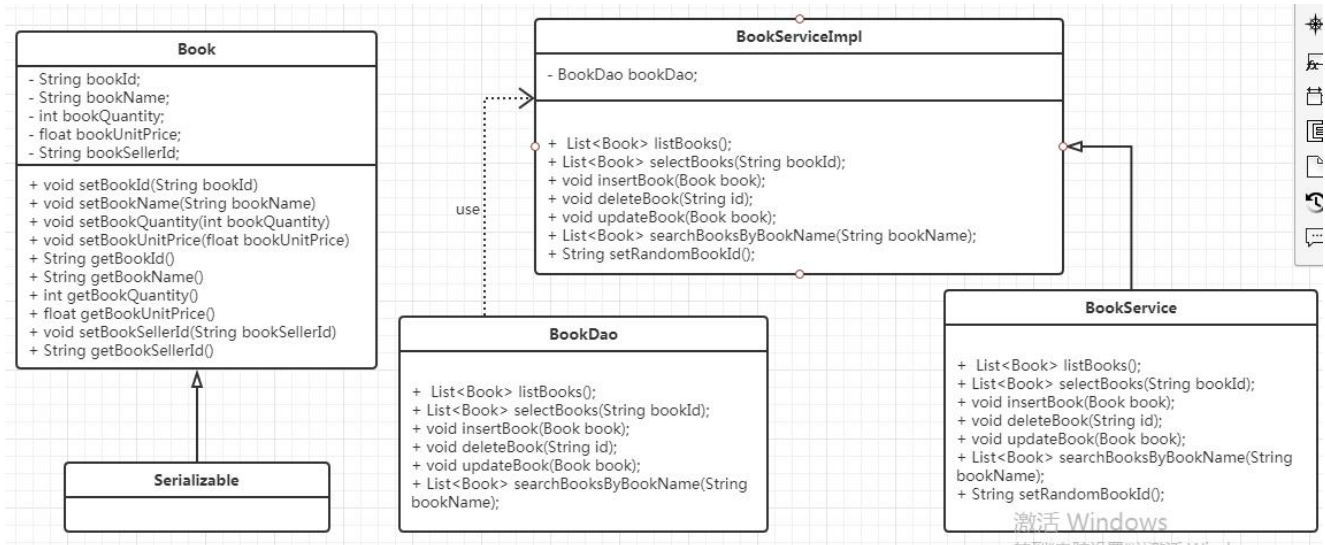 Book
- String bookId;
- String bookName;
- int bookQuantity;
- float bookUnitPrice;
- String bookSellerId;
+ void setBookId(String bookId)
+ void setBookName(String bookName)
+ void setBookQuantity(int bookQuantity)
+ void setBookUnitPrice(float bookUnitPrice)
+ String getBookId()
+ String getBookName()
+ int getBookQuantity()
+ float getBookUnitPrice()
+ void setBookSellerId(String bookSellerId)
+ String getBookSellerId()
Serializable
BookServiceImpl
- BookDao bookDao;
+ List<Book> listBooks();
+ List<Book> selectBooks(String bookId);
+ void insertBook(Book book);
+ void deleteBook(String id);
+ void updateBook(Book book);
+ List<Book> searchBooksByBookName(String bookName);
+ String setRandomBookId();
use
BookDao
+ List<Book> listBooks();
+ List<Book> selectBooks(String bookId);
+ void insertBook(Book book);
+ void deleteBook(String id);
+ void updateBook(Book book);
+ List<Book> searchBooksByBookName(String
bookName);
BookService
+ List<Book> listBooks();
+ List<Book> selectBooks(String bookId);
+ void insertBook(Book book);
+ void deleteBook(String id);
+ void updateBook(Book book);
+ List<Book> searchBooksByBookName(String
bookName);
+ String setRandomBookId();
激活 Windows